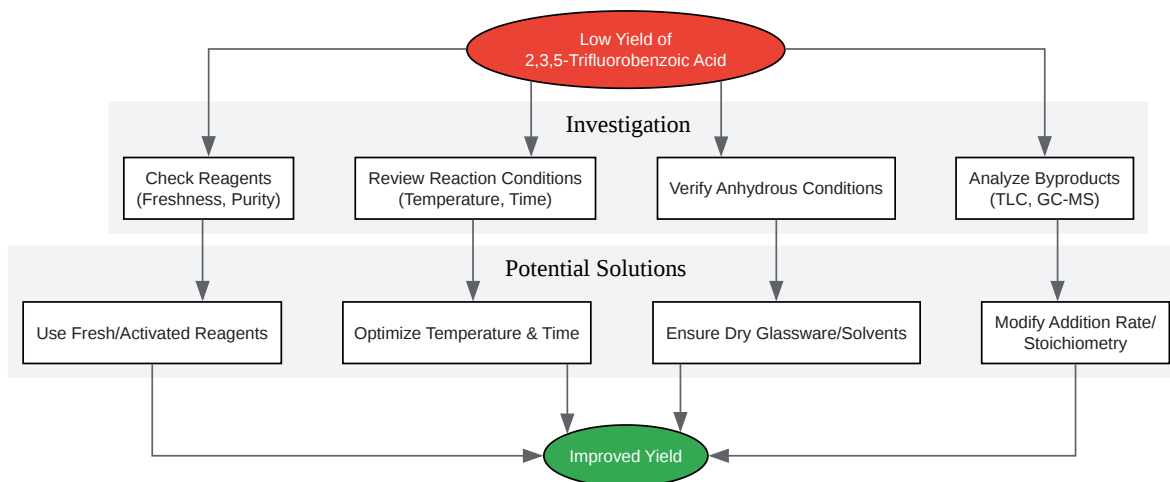 Low Yield of
2,3,5-Trifluorobenzoic Acid
Investigation
Check Reagents
(Freshness, Purity)
Review Reaction Conditions
(Temperature, Time)
Verify Anhydrous Conditions
Analyze Byproducts
(TLC, GC-MS)
Potential Solutions
Use Fresh/Activated Reagents
Optimize Temperature & Time
Ensure Dry Glassware/Solvents
Modify Addition Rate/
Stoichiometry
Improved Yield